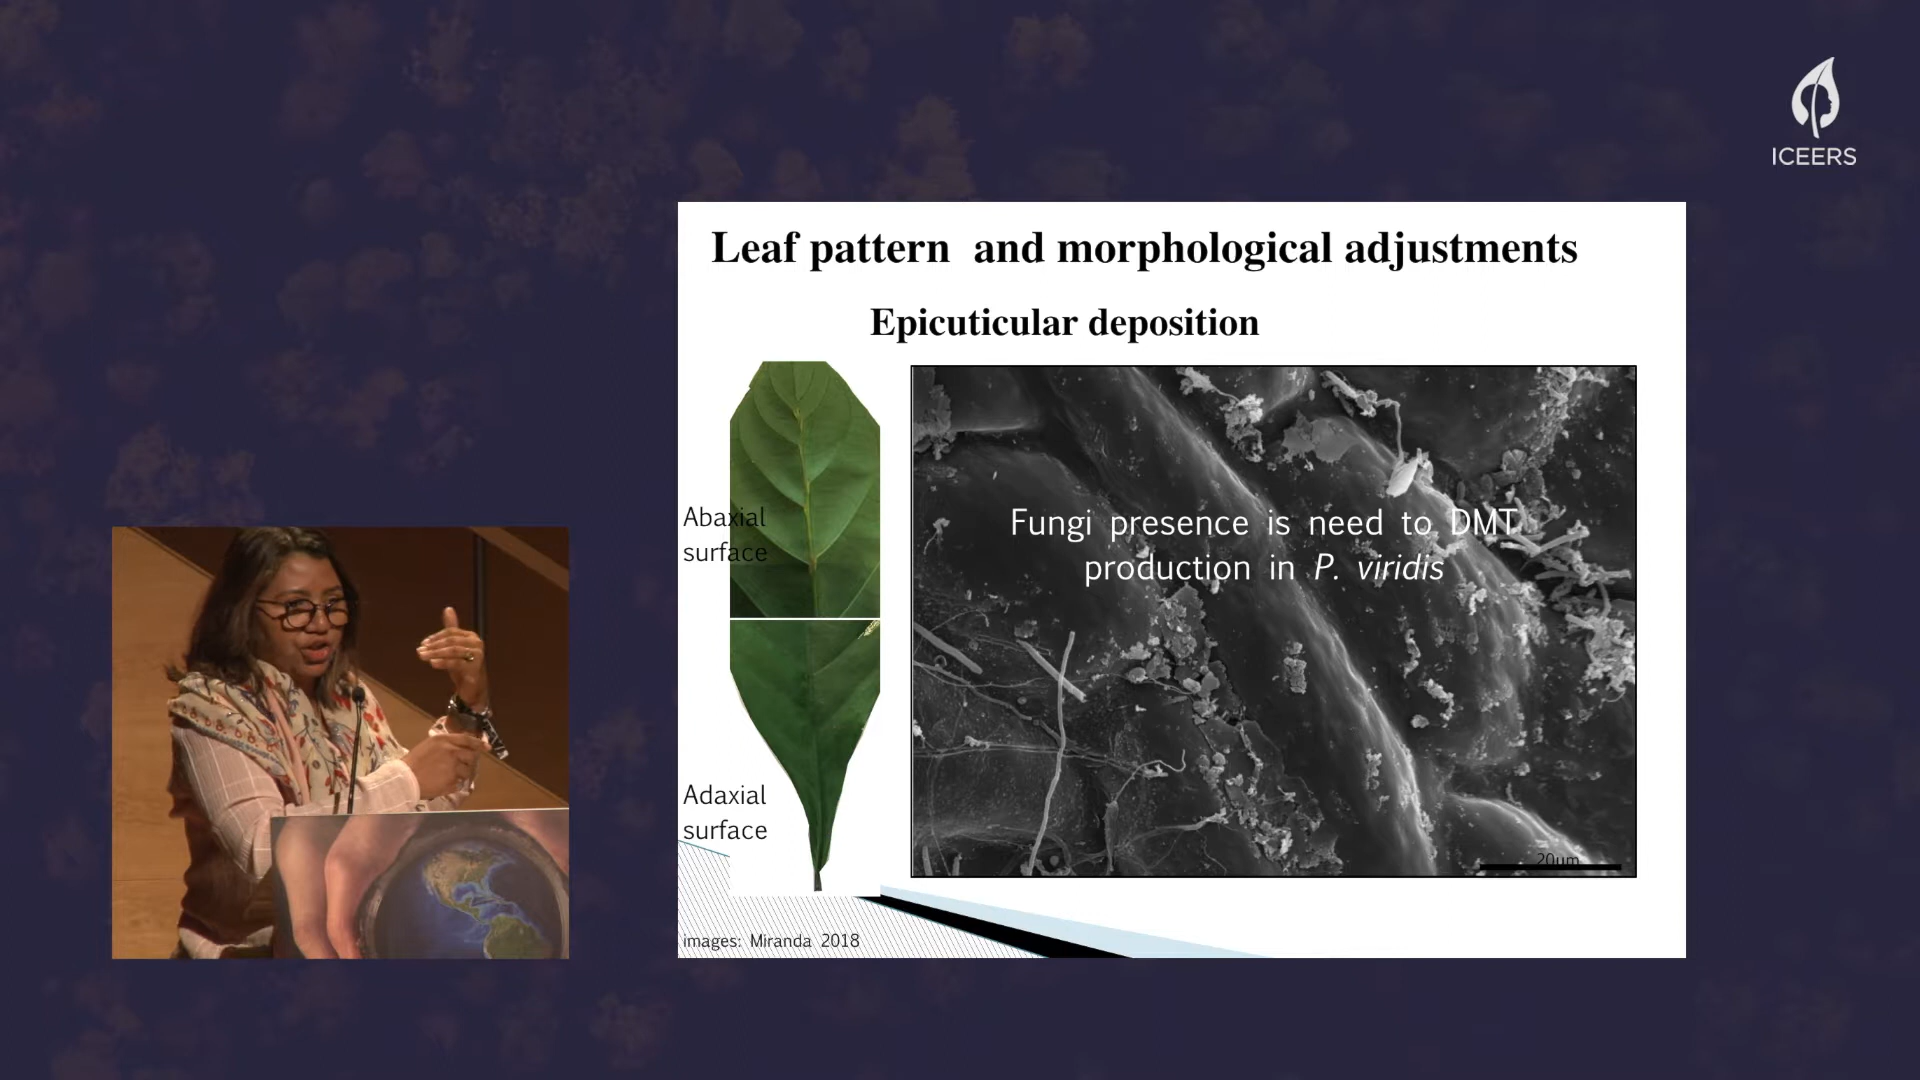 ICEERS
Leaf pattern and morphological adjustments
Epicuticular deposition
Abaxial
surface
Fungi presence is need to DMT
production in P. viridis
Adaxial
surface
20um
images: Miranda 2018